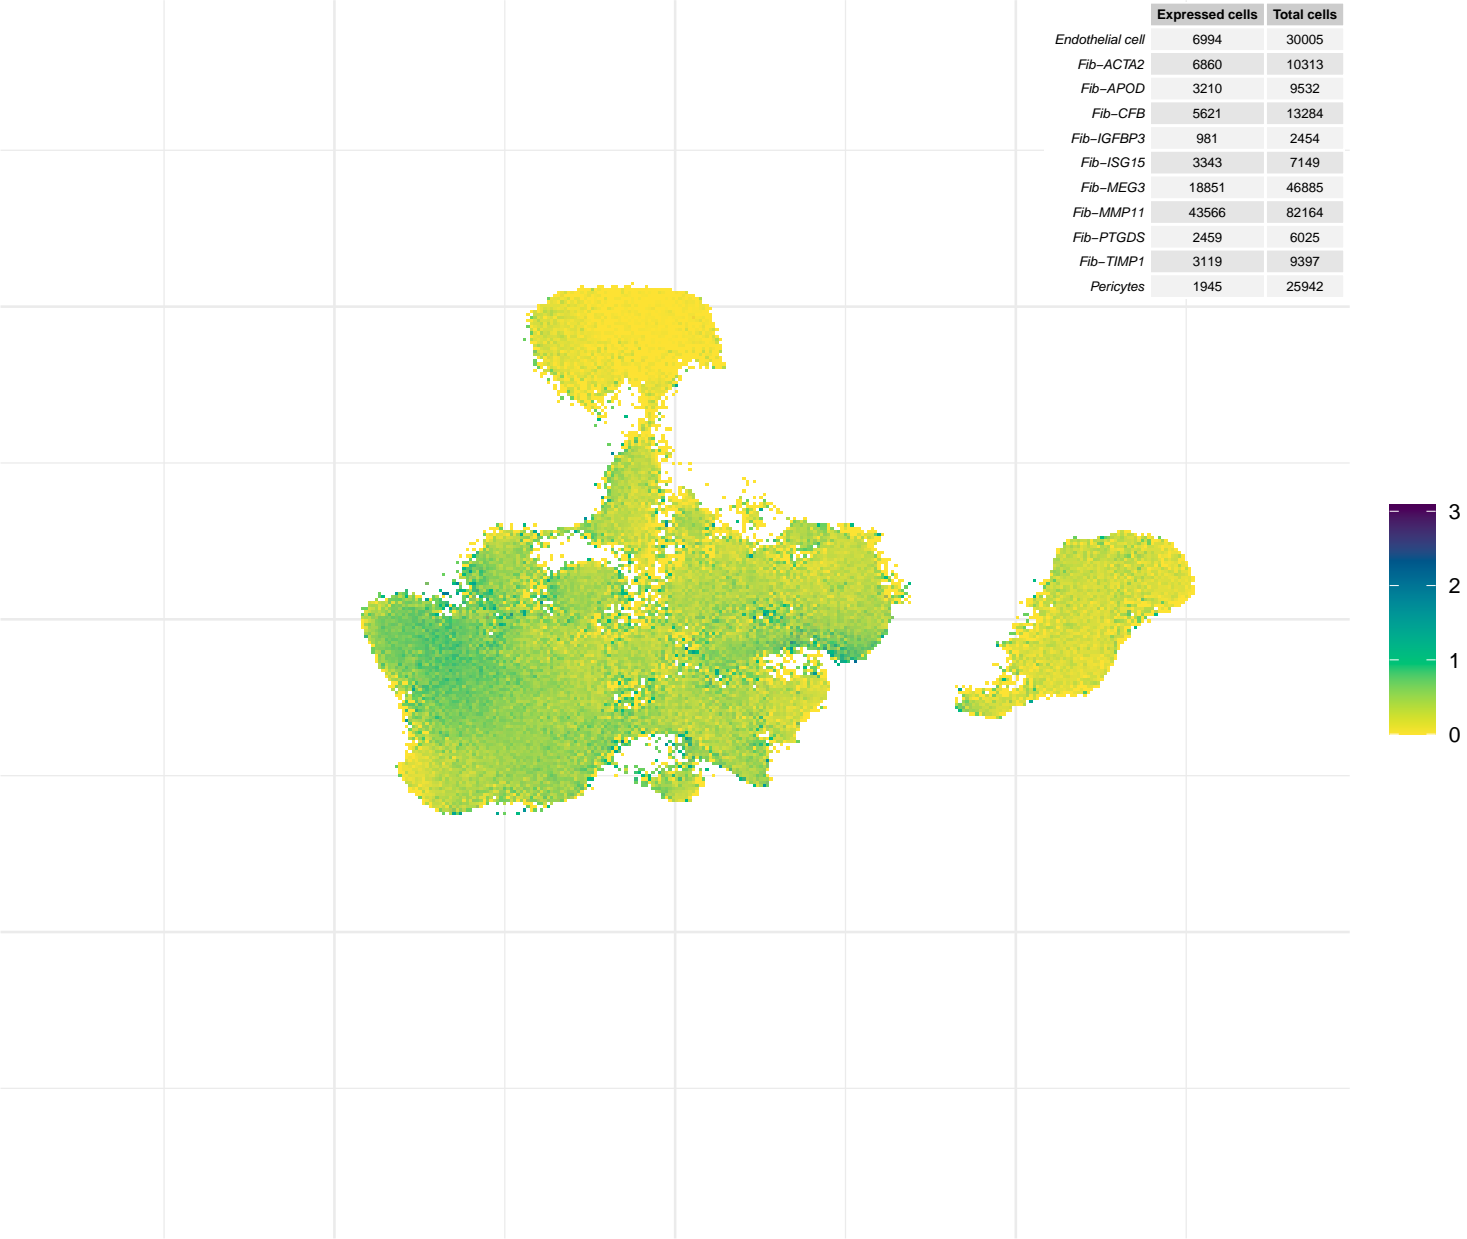 Expressed cells Total cells
Endothelial cell 6994 30005
Fib−ACTA2 6860 10313
Fib−APOD 3210 9532
Fib−CFB 5621 13284
Fib−IGFBP3 981 2454
Fib−ISG15 3343 7149
Fib−MEG3 18851 46885
Fib−MMP11 43566 82164
Fib−PTGDS 2459 6025
Fib−TIMP1 3119 9397
Pericytes 1945 25942
3
2
1
0